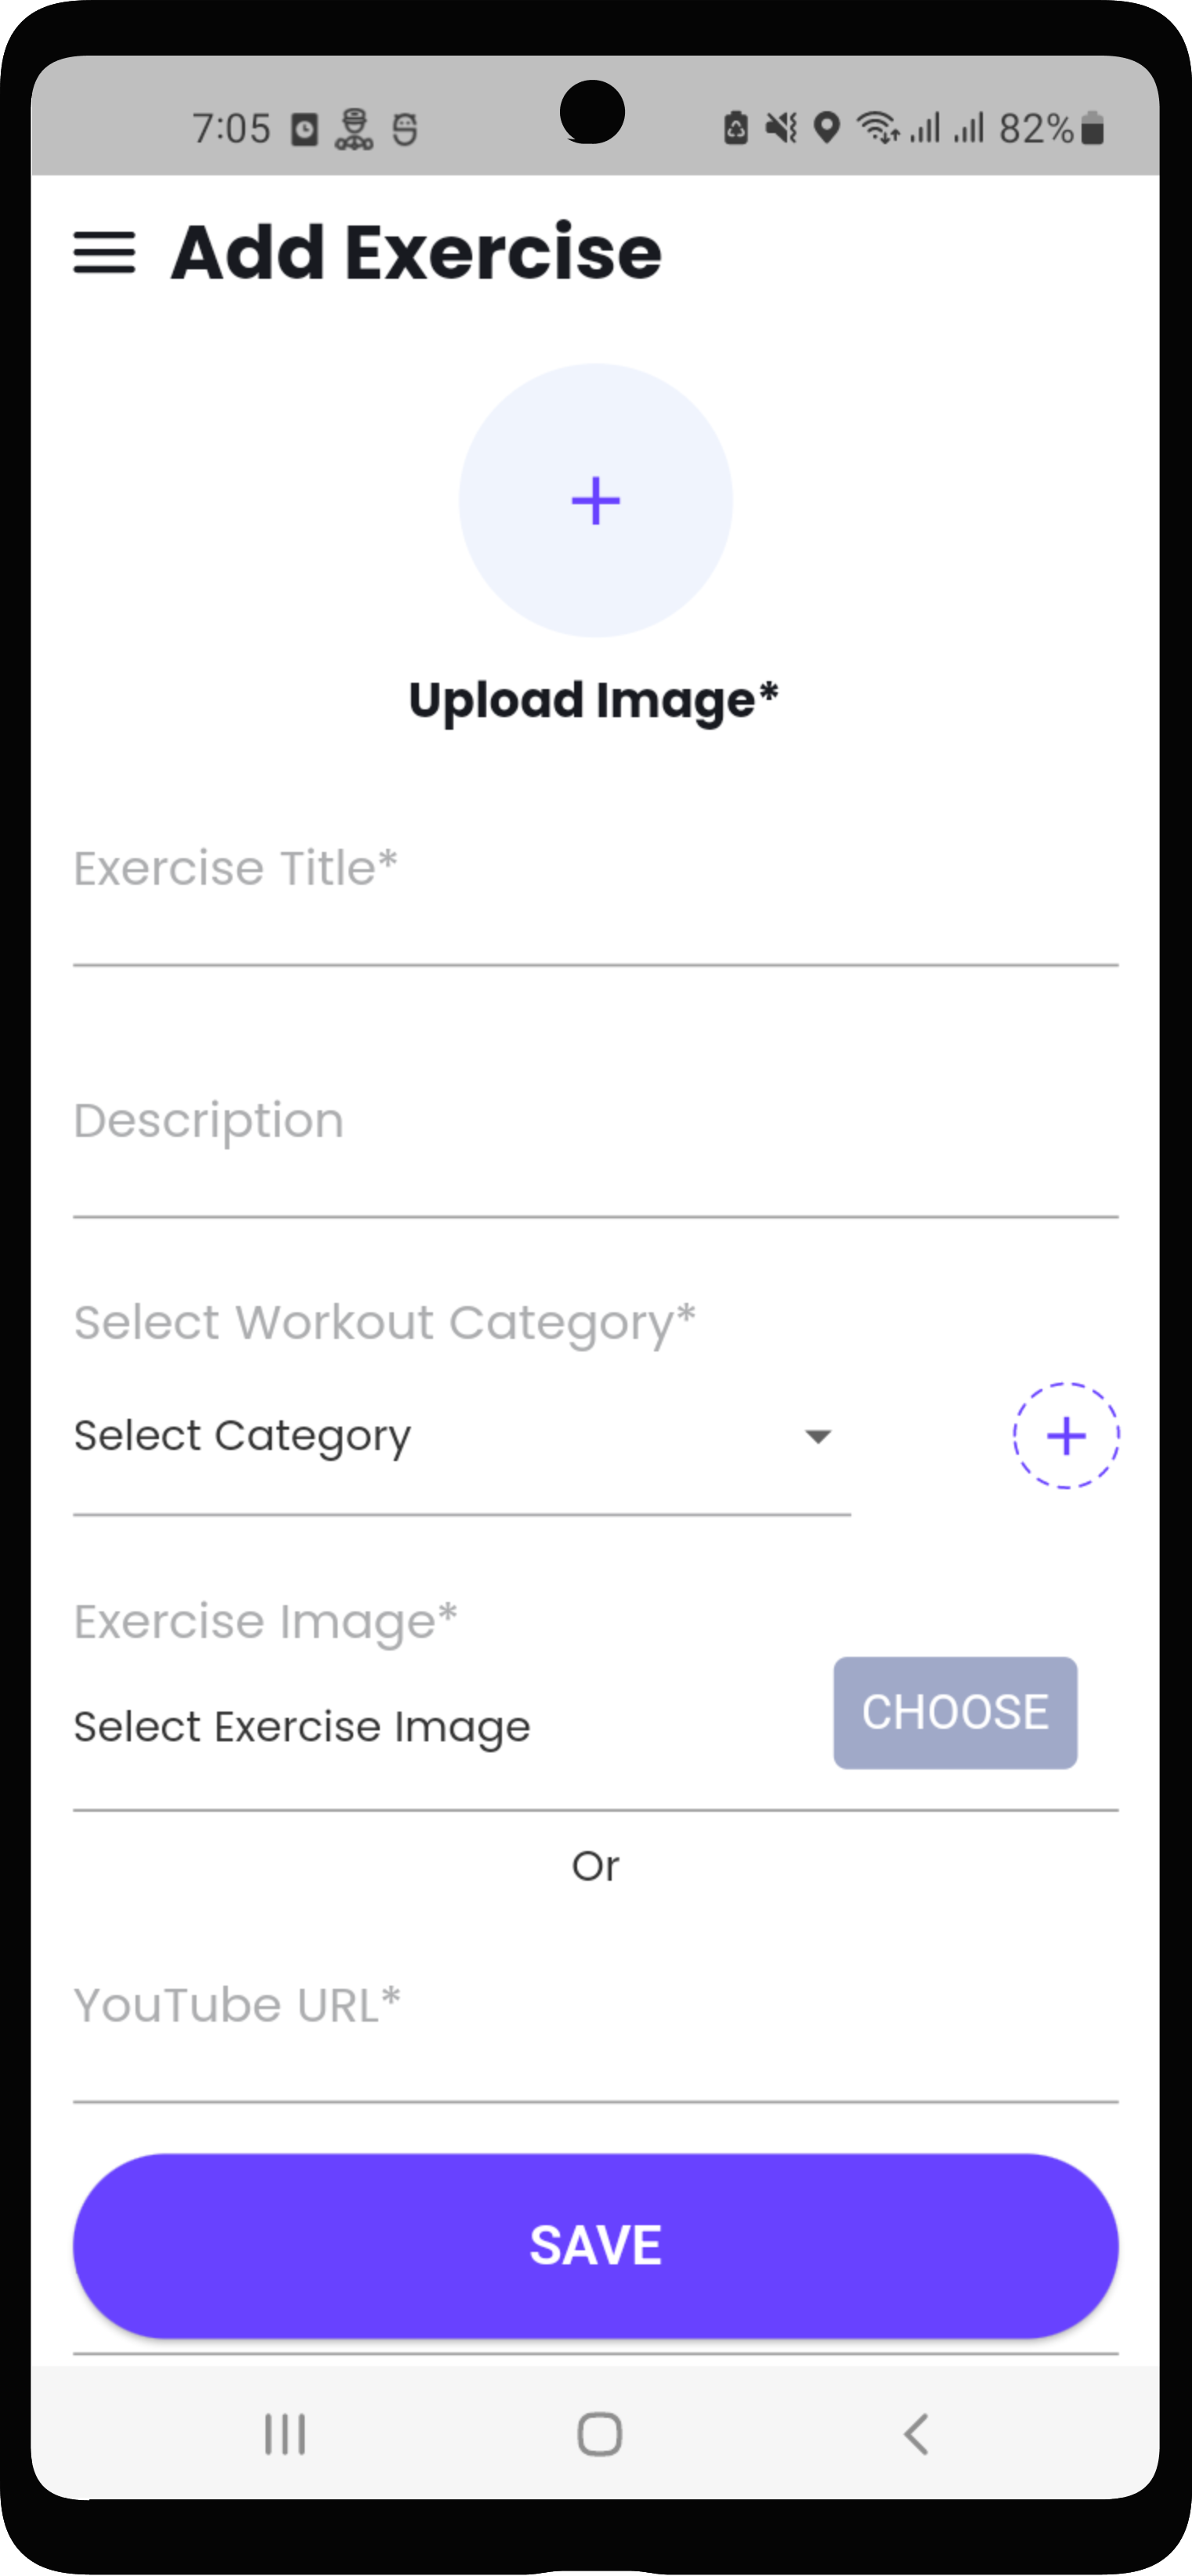 7:05 82%
Add Exercise
Upload Image*
Exercise Title*
Description
Select Workout Category*
Select Category
Exercise Image*
Select Exercise Image
CHOOSE
Or
YouTube URL*
SAVE